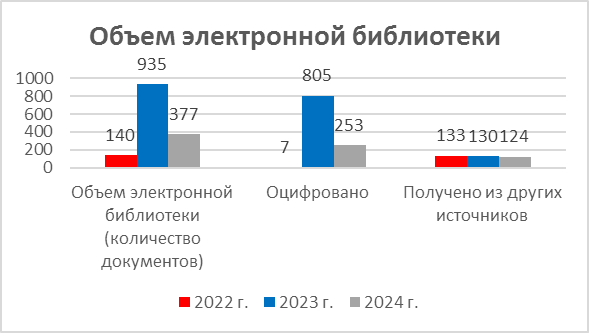 Объем электронной библиотеки
935
805
1000
800
600
400
200
0
140
377
7
253
133 130 124
Объем электронной
библиотеки
(количество
документов)
Оцифровано
Получено из других
источников
2022 г. 2023 г. 2024 г.